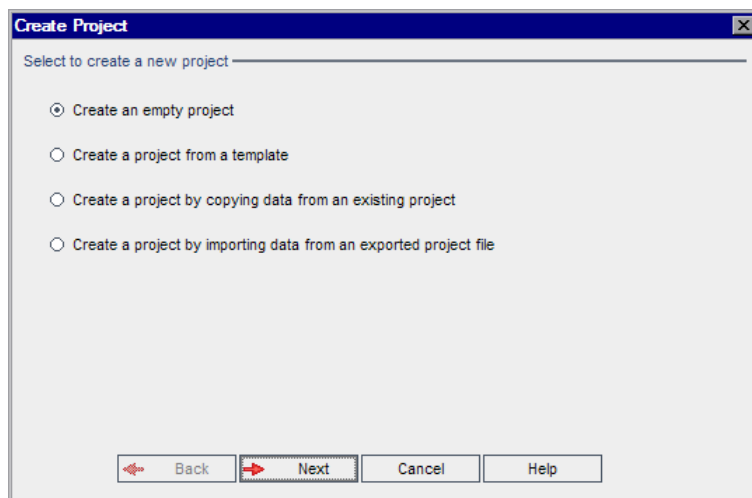 Create Project
Select to create a new project
Create an empty project
Create a project from a template
Create a project by copying data from an existing project
Create a project by importing data from an exported project file
Back Next Cancel Help